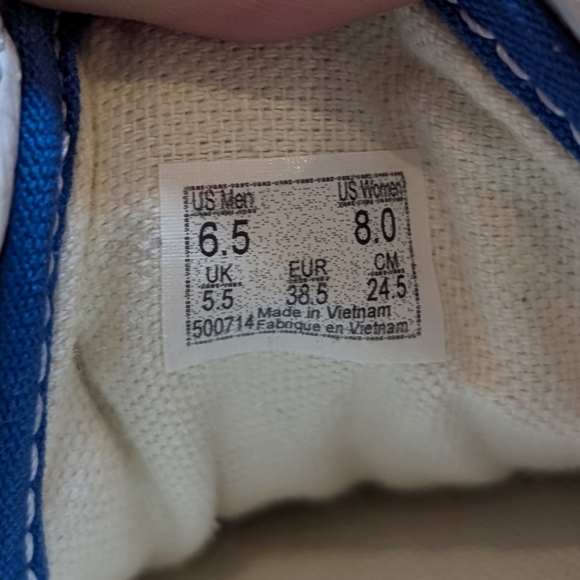 US Men US Women
6.5 8.0
UK EUR CM
5.5 38.5 24.5
500714 Made in Vietnam
Fabrique en Vietnam